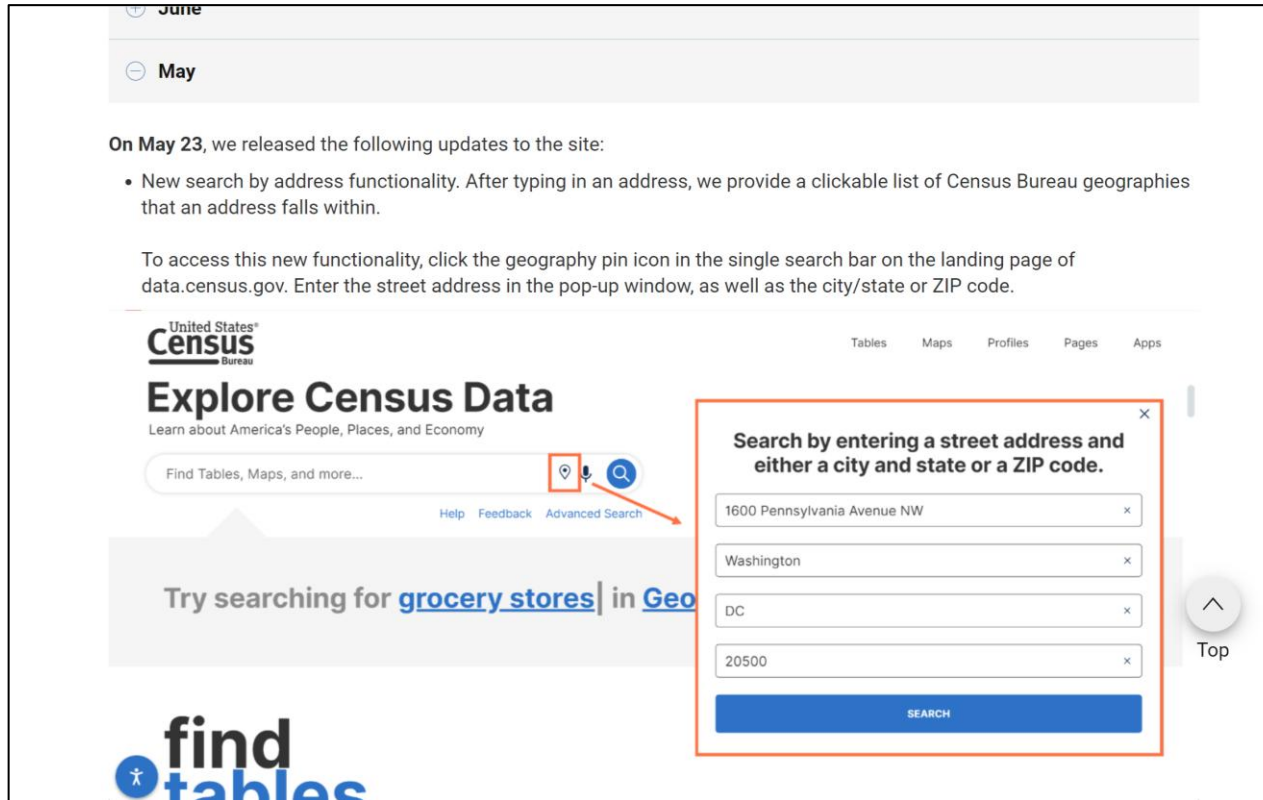 June
May
On May 23, we released the following updates to the site:
• New search by address functionality. After typing in an address, we provide a clickable list of Census Bureau geographies
that an address falls within.
To access this new functionality, click the geography pin icon in the single search bar on the landing page of
data.census.gov. Enter the street address in the pop-up window, as well as the city/state or ZIP code.
United States®
Census
Bureau
Tables Maps Profiles Pages Apps
Explore Census Data
Learn about America's People, Places, and Economy
Find Tables, Maps, and more...
Help Feedback Advanced Search
Try searching for grocery stores| in Geo
Search by entering a street address and
either a city and state or a ZIP code.
1600 Pennsylvania Avenue NW
Washington
DC
20500
SEARCH
Top
find
tables